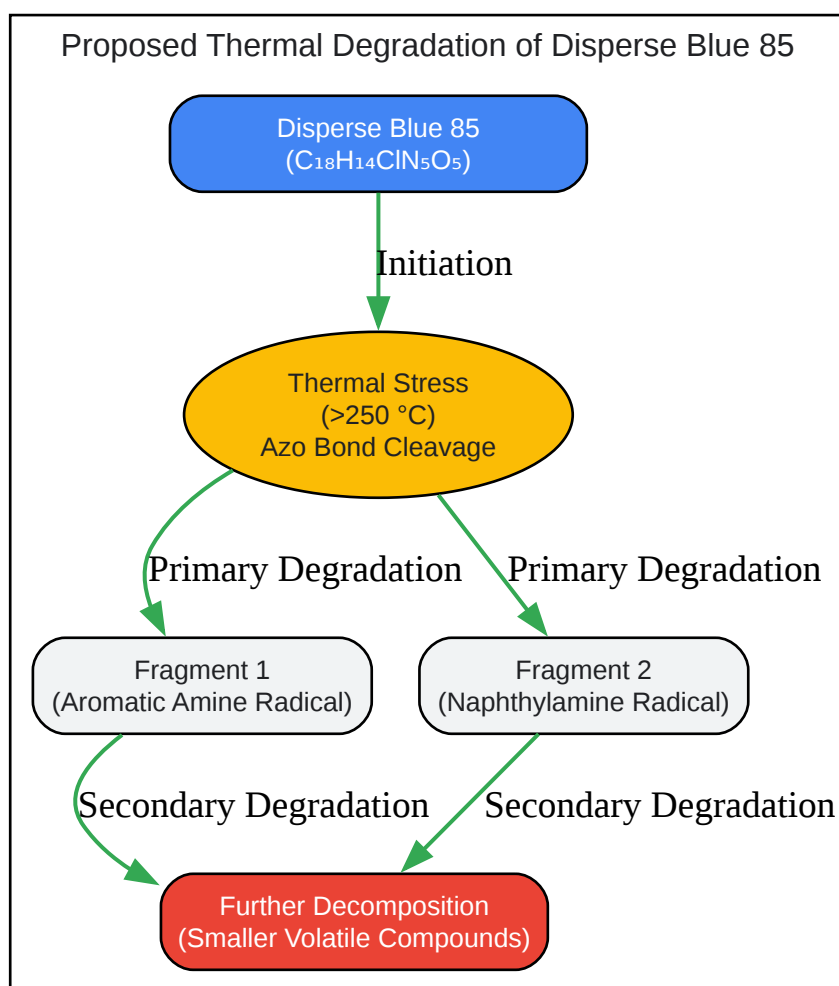 Proposed Thermal Degradation of Disperse Blue 85
Disperse Blue 85
(C₁₈H₁₄ClN₅O₅)
Initiation
Thermal Stress
(>250 °C)
Azo Bond Cleavage
Primary Degradation
Primary Degradation
Fragment 1
(Aromatic Amine Radical)
Fragment 2
(Naphthylamine Radical)
Secondary Degradation
Secondary Degradation
Further Decomposition
(Smaller Volatile Compounds)